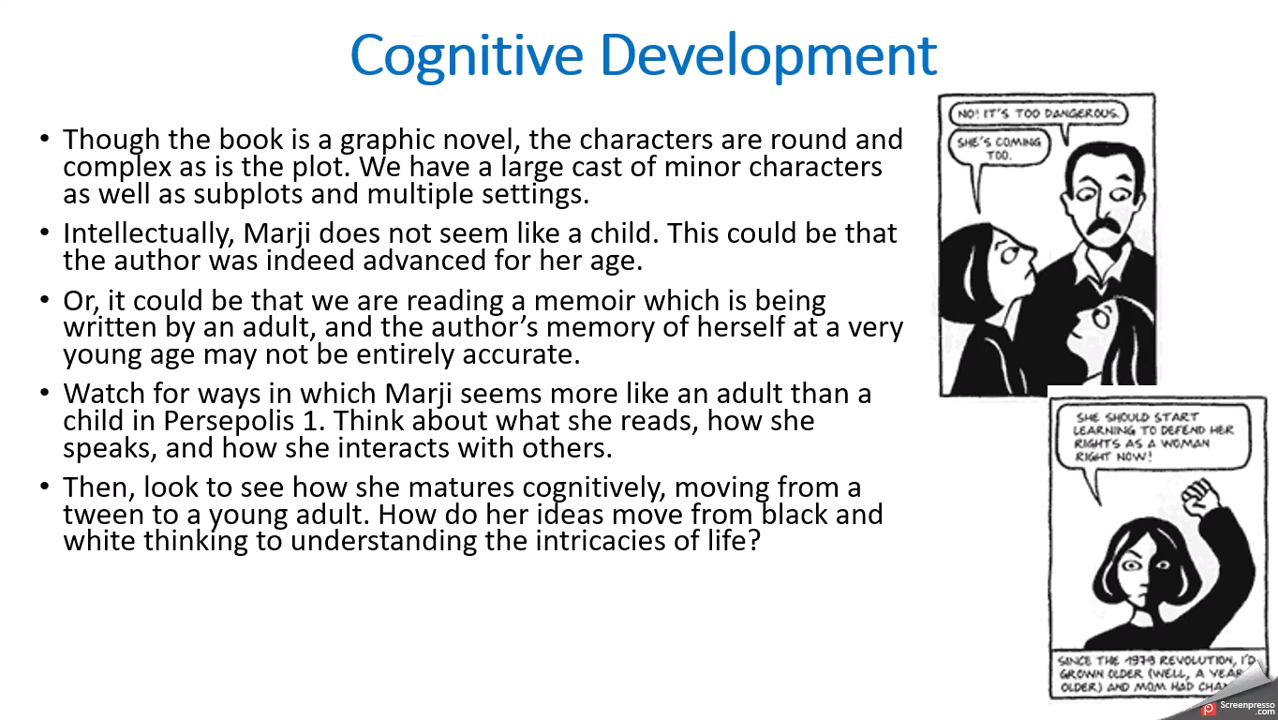 Cognitive Development
• Though the book is a graphic novel, the characters are round and
complex as is the plot. We have a large cast of minor characters
as well as subplots and multiple settings.
• Intellectually, Marji does not seem like a child. This could be that
the author was indeed advanced for her age.
• Or, it could be that we are reading a memoir which is being
written by an adult, and the author’s memory of herself at a very
young age may not be entirely accurate.
• Watch for ways in which Marji seems more like an adult than a
child in Persepolis 1. Think about what she reads, how she
speaks, and how she interacts with others.
• Then, look to see how she matures cognitively, moving from a
tween to a young adult. How do her ideas move from black and
white thinking to understanding the intricacies of life?
NO! IT'S TOO DANGEROUS.
SHE'S COMING
TOO.
SHE SHOULD START
LEARNING TO DEFEND HER
RIGHTS AS A WOMAN
RIGHT NOW!
SINCE THE 1979 REVOLUTION, I'D
GROWN OLDER (WELL, A YEAR
OLDER) AND MOM HAD
Screenpresso
.com